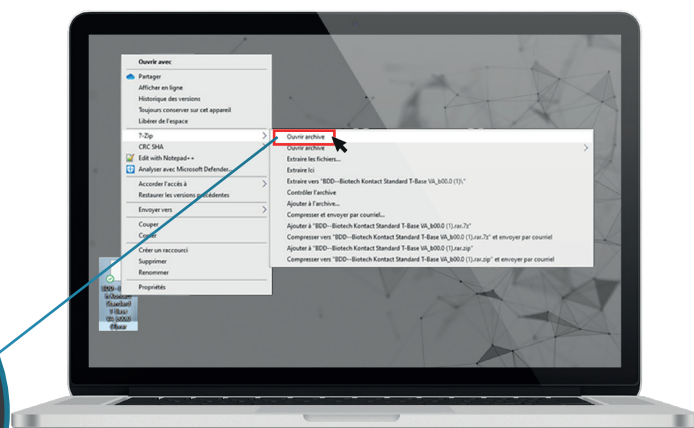 Ouvrir avec
Partager
Afficher en ligne
Historique des versions
Toujours conserver sur cet appareil
Libérer de l'espace
7-Zip
CRC SHA
Edit with Notepad++
Analyser avec Microsoft Defender...
Accorder l'accès à
Restaurer les versions précédentes
Envoyer vers
Couper
Copier
Créer un raccourci
Supprimer
Renommer
Propriétés
Ouvrir archive
Ouvrir archive
Extraire les fichiers...
Extraire Ici
Extraire vers "BDD--Biotech Kontact Standard T-Base VA_b00.0 (1)\"
Contrôler l'archive
Ajouter à l'archive...
Compresser et envoyer par courriel...
Ajouter à "BDD--Biotech Kontact Standard T-Base VA_b00.0 (1).rar.7z"
Compresser vers "BDD--Biotech Kontact Standard T-Base VA_b00.0 (1).rar.7z" et envoyer par courriel
Ajouter à "BDD--Biotech Kontact Standard T-Base VA_b00.0 (1).rar.zip"
Compresser vers "BDD--Biotech Kontact Standard T-Base VA_b00.0 (1).rar.zip" et envoyer par courriel
Kontact
Standard
T-Base